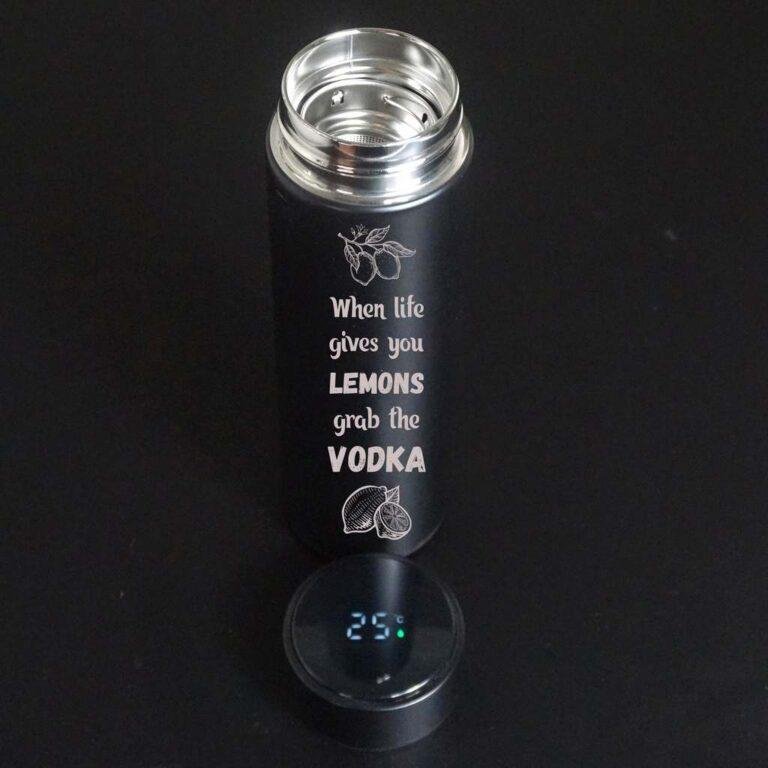 When life
gives you
LEMONS
grab the
VODKA
25 °C